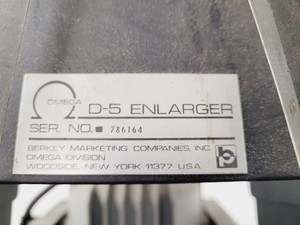 OMEGA
D-5 ENLARGER
SER. NO. 786164
BERKEY MARKETING COMPANIES, INC.
OMEGA DIVISION
WOODSIDE, NEW YORK 11377 U.S.A.